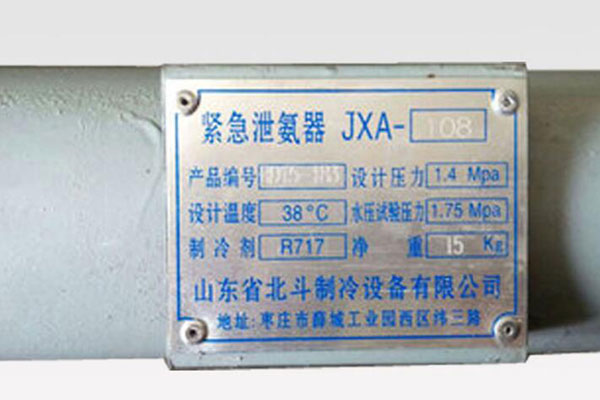 紧急泄氨器 JXA-108
产品编号 设计压力 1.4 Mpa
设计温度 38°C 水压试验压力 1.75 Mpa
制冷剂 R717 净重 15 Kg
山东省北斗制冷设备有限公司
地址:枣庄市薛城工业园西区纬三路